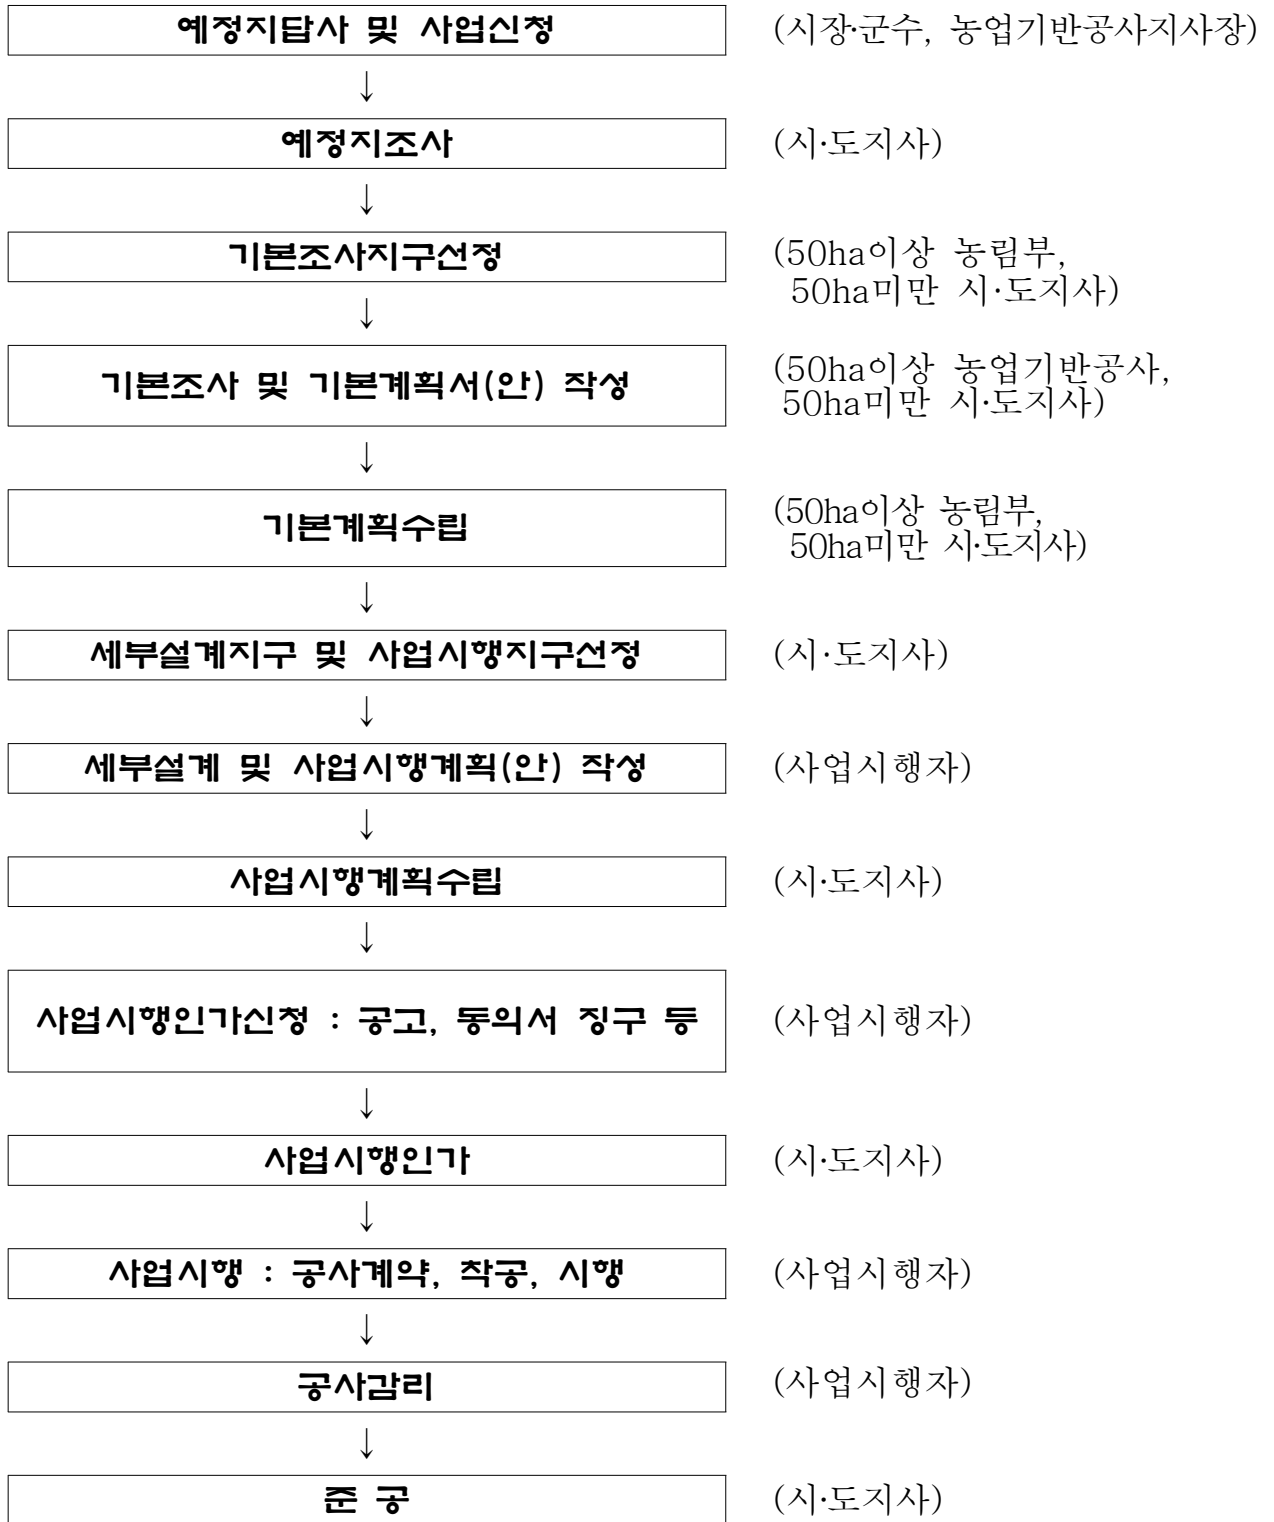 예정지답사 및 사업신청 (시장·군수, 농업기반공사지사장)
↓
예정지조사 (시·도지사)
↓
기본조사지구선정 (50ha이상 농림부,
50ha미만 시·도지사)
↓
기본조사 및 기본계획서(안) 작성 (50ha이상 농업기반공사,
50ha미만 시·도지사)
↓
기본계획수립 (50ha이상 농림부,
50ha미만 시·도지사)
↓
세부설계지구 및 사업시행지구선정 (시·도지사)
↓
세부설계 및 사업시행계획(안) 작성 (사업시행자)
↓
사업시행계획수립 (시·도지사)
↓
사업시행인가신청 : 공고, 동의서 징구 등 (사업시행자)
↓
사업시행인가 (시·도지사)
↓
사업시행 : 공사계약, 착공, 시행 (사업시행자)
↓
공사감리 (사업시행자)
↓
준 공 (시·도지사)